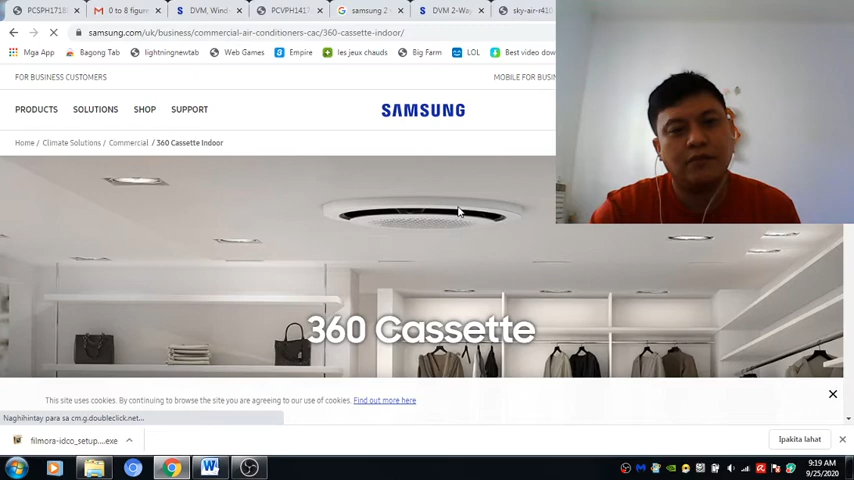 PCSPH1718
0 to 8 figur
DVM, Wind-
PCVPH1417
samsung 2
DVM 2-Way
sky-air-r410
samsung.com/uk/business/commercial-air-conditioners-cac/360-cassette-indoor/
Mga App
Bagong Tab
lightningnewtab
Web Games
Empire
les jeux chauds
Big Farm
LOL
Best video dow
FOR BUSINESS CUSTOMERS
MOBILE FOR BUSIN
PRODUCTS
SOLUTIONS
SHOP
SUPPORT
SAMSUNG
Home / Climate Solutions / Commercial / 360 Cassette Indoor
360 Cassette
This site uses cookies. By continuing to browse the site you are agreeing to our use of cookies. Find out more here
Naghihintay para sa cm.g.doubleclick.net...
filmora-idco_setup....exe
Ipakita lahat
9:19 AM
9/25/2020